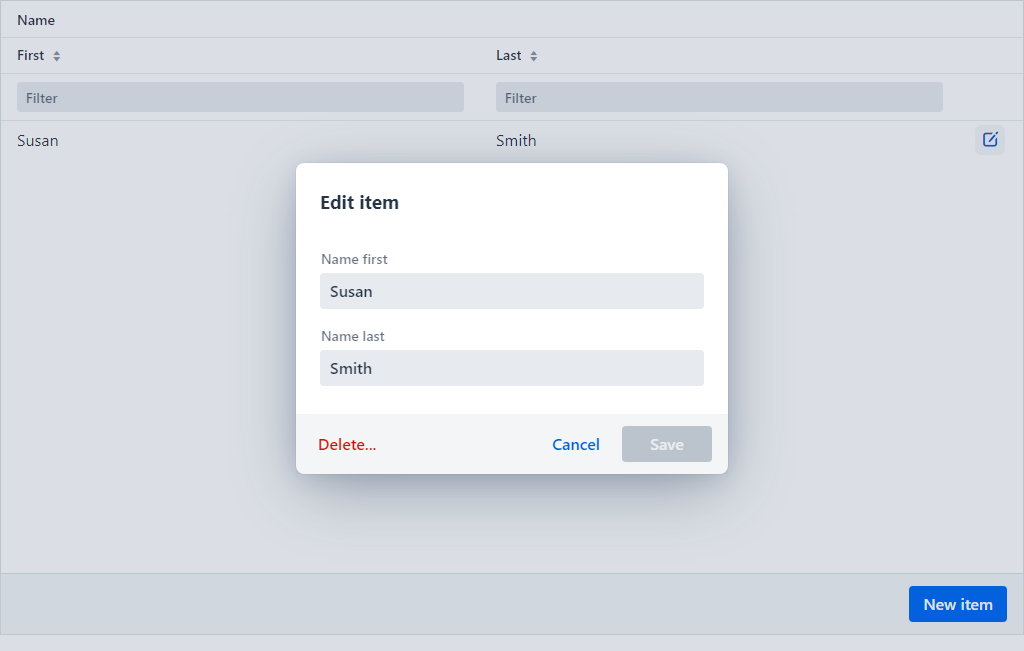 Name
First Last
Filter Filter
Susan Smith
Edit item
Name first
Susan
Name last
Smith
Delete... Cancel Save
New item